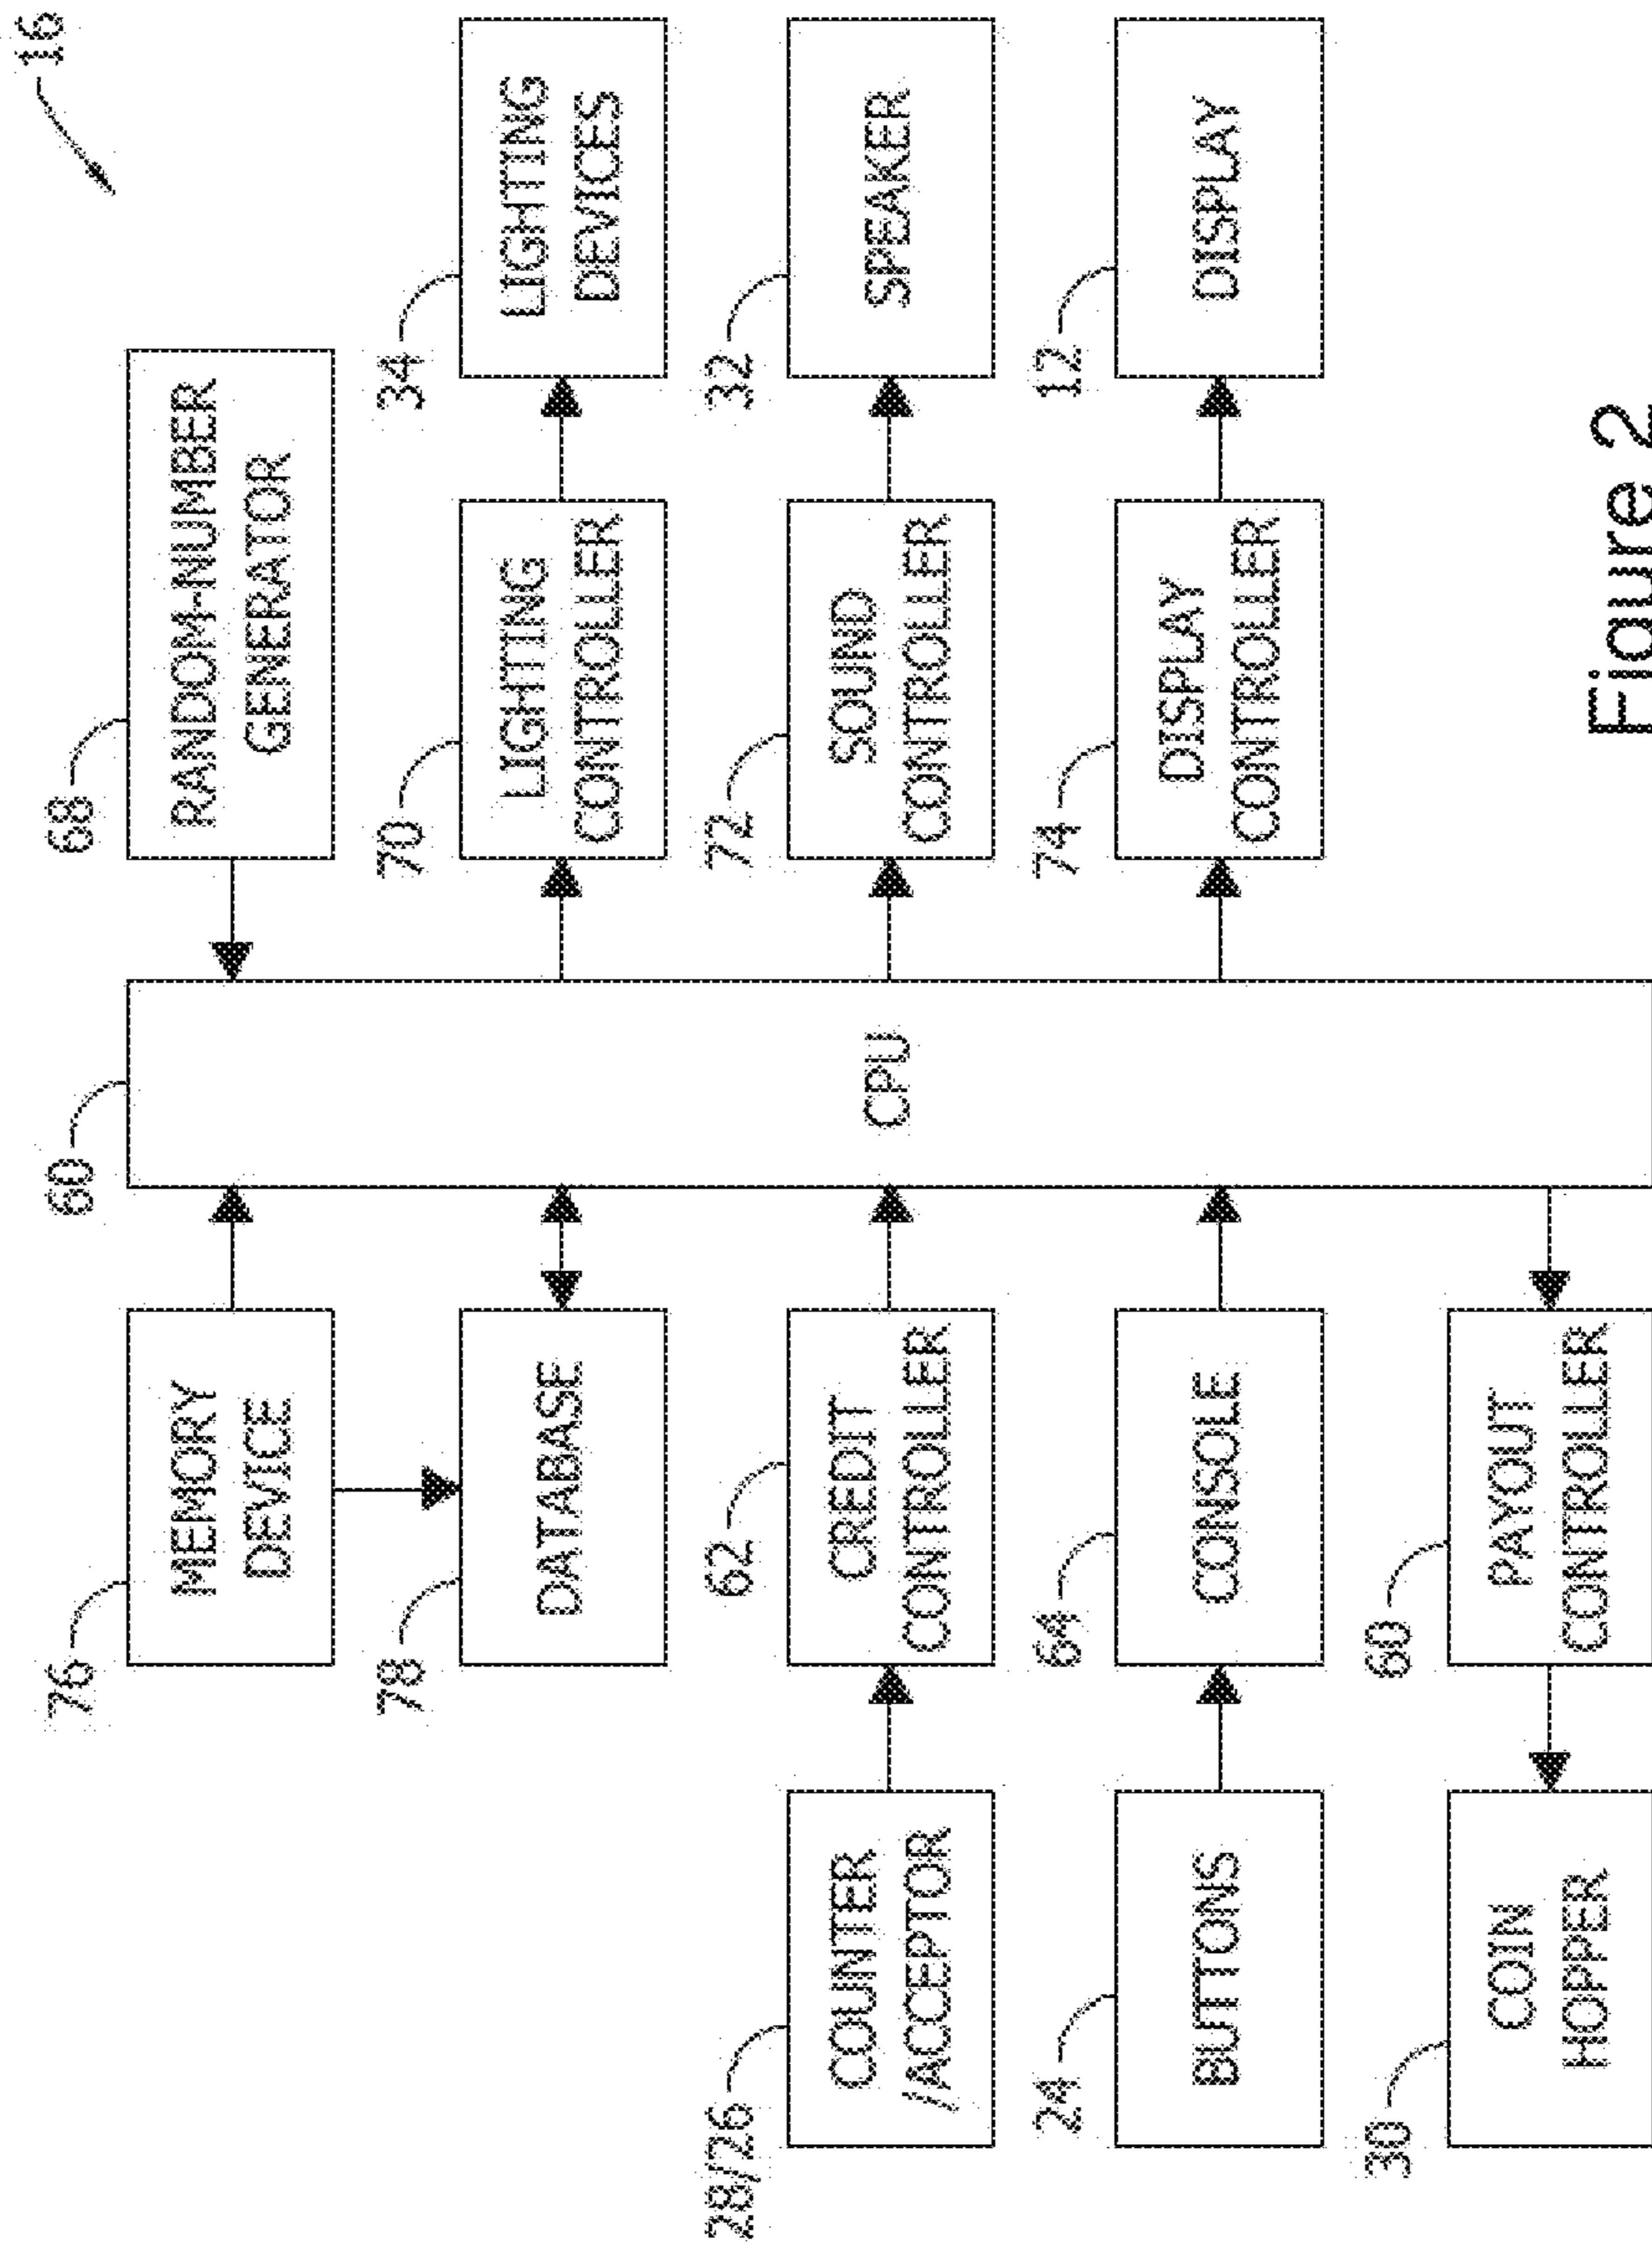 16
60
76
MEMORY
DEVICE
68
RANDOM-NUMBER
GENERATOR
78
DATABASE
70
LIGHTING
CONTROLLER
34
LIGHTING
DEVICES
28/26
COUNTER
/ACCEPTOR
62
CREDIT
CONTROLLER
CPU
72
SOUND
CONTROLLER
32
SPEAKER
24
BUTTONS
64
CONSOLE
74
DISPLAY
CONTROLLER
12
DISPLAY
30
COIN
HOPPER
60
PAYOUT
CONTROLLER
Figure 2